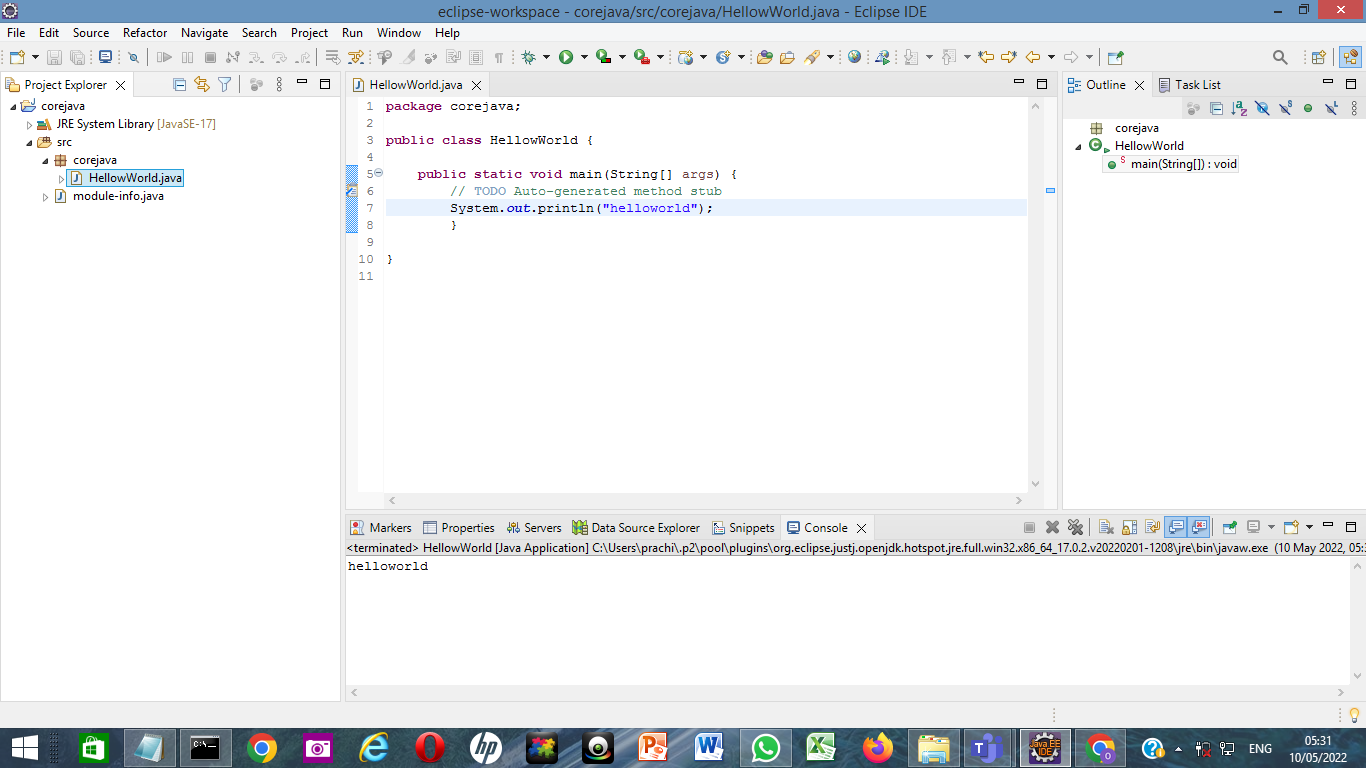 eclipse-workspace - corejava/src/corejava/HellowWorld.java - Eclipse IDE
File Edit Source Refactor Navigate Search Project Run Window Help
Project Explorer
corejava
JRE System Library [JavaSE-17]
src
corejava
HellowWorld.java
module-info.java
HellowWorld.java
1 package corejava;
2
3 public class HellowWorld {
4
5 public static void main(String[] args) {
6 // TODO Auto-generated method stub
7 System.out.println("helloworld");
8 }
9
10 }
11
Outline Task List
corejava
HellowWorld
main(String[]) : void
Markers Properties Servers Data Source Explorer Snippets Console
<terminated> HellowWorld [Java Application] C:\Users\prachi\.p2\pool\plugins\org.eclipse.justj.openjdk.hotspot.jre.full.win32.x86_64_17.0.2.v20220201-1208\jre\bin\javaw.exe (10 May 2022, 05:3
helloworld
ENG
05:31
10/05/2022